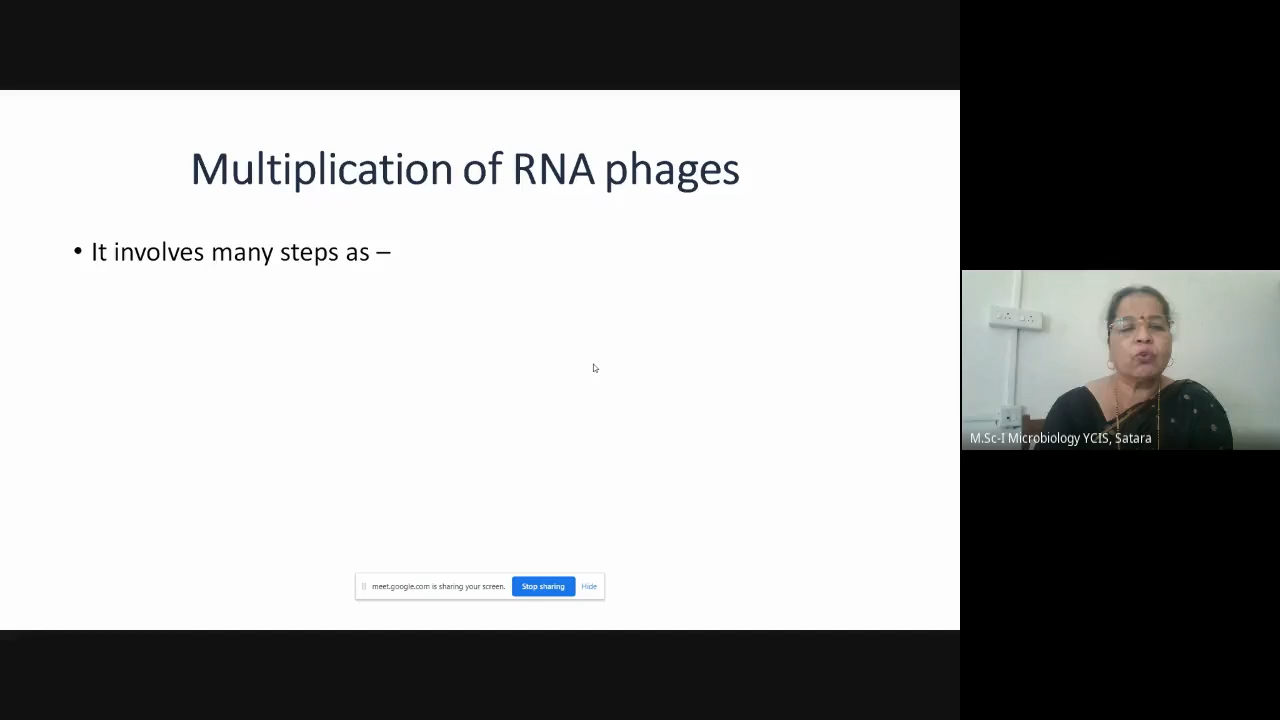 Multiplication of RNA phages
• It involves many steps as –
meet.google.com is sharing your screen. Stop sharing Hide
M.Sc-I Microbiology YCIS, Satara